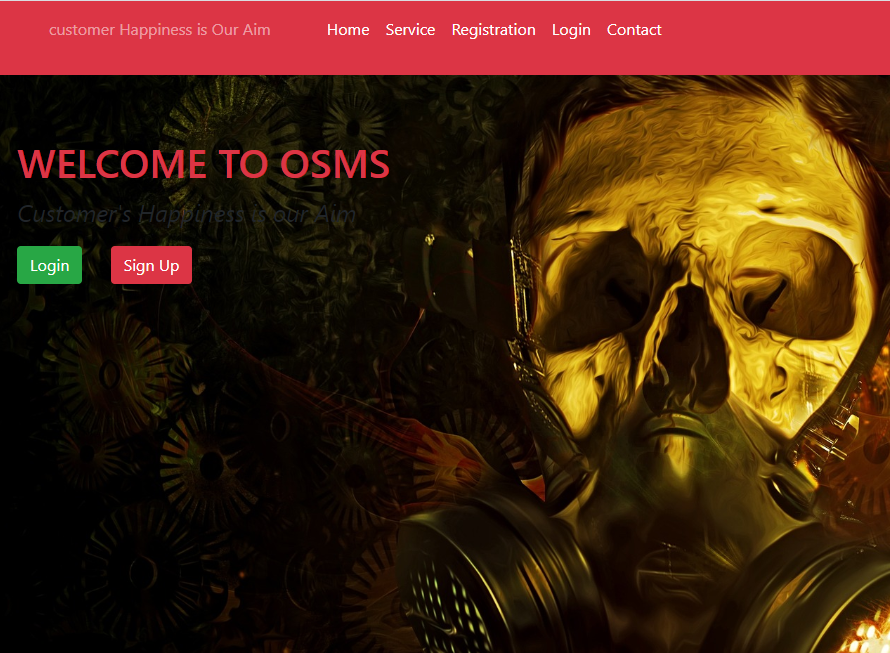 customer Happiness is Our Aim Home Service Registration Login Contact
WELCOME TO OSMS
Customer's Happiness is our Aim
Login Sign Up